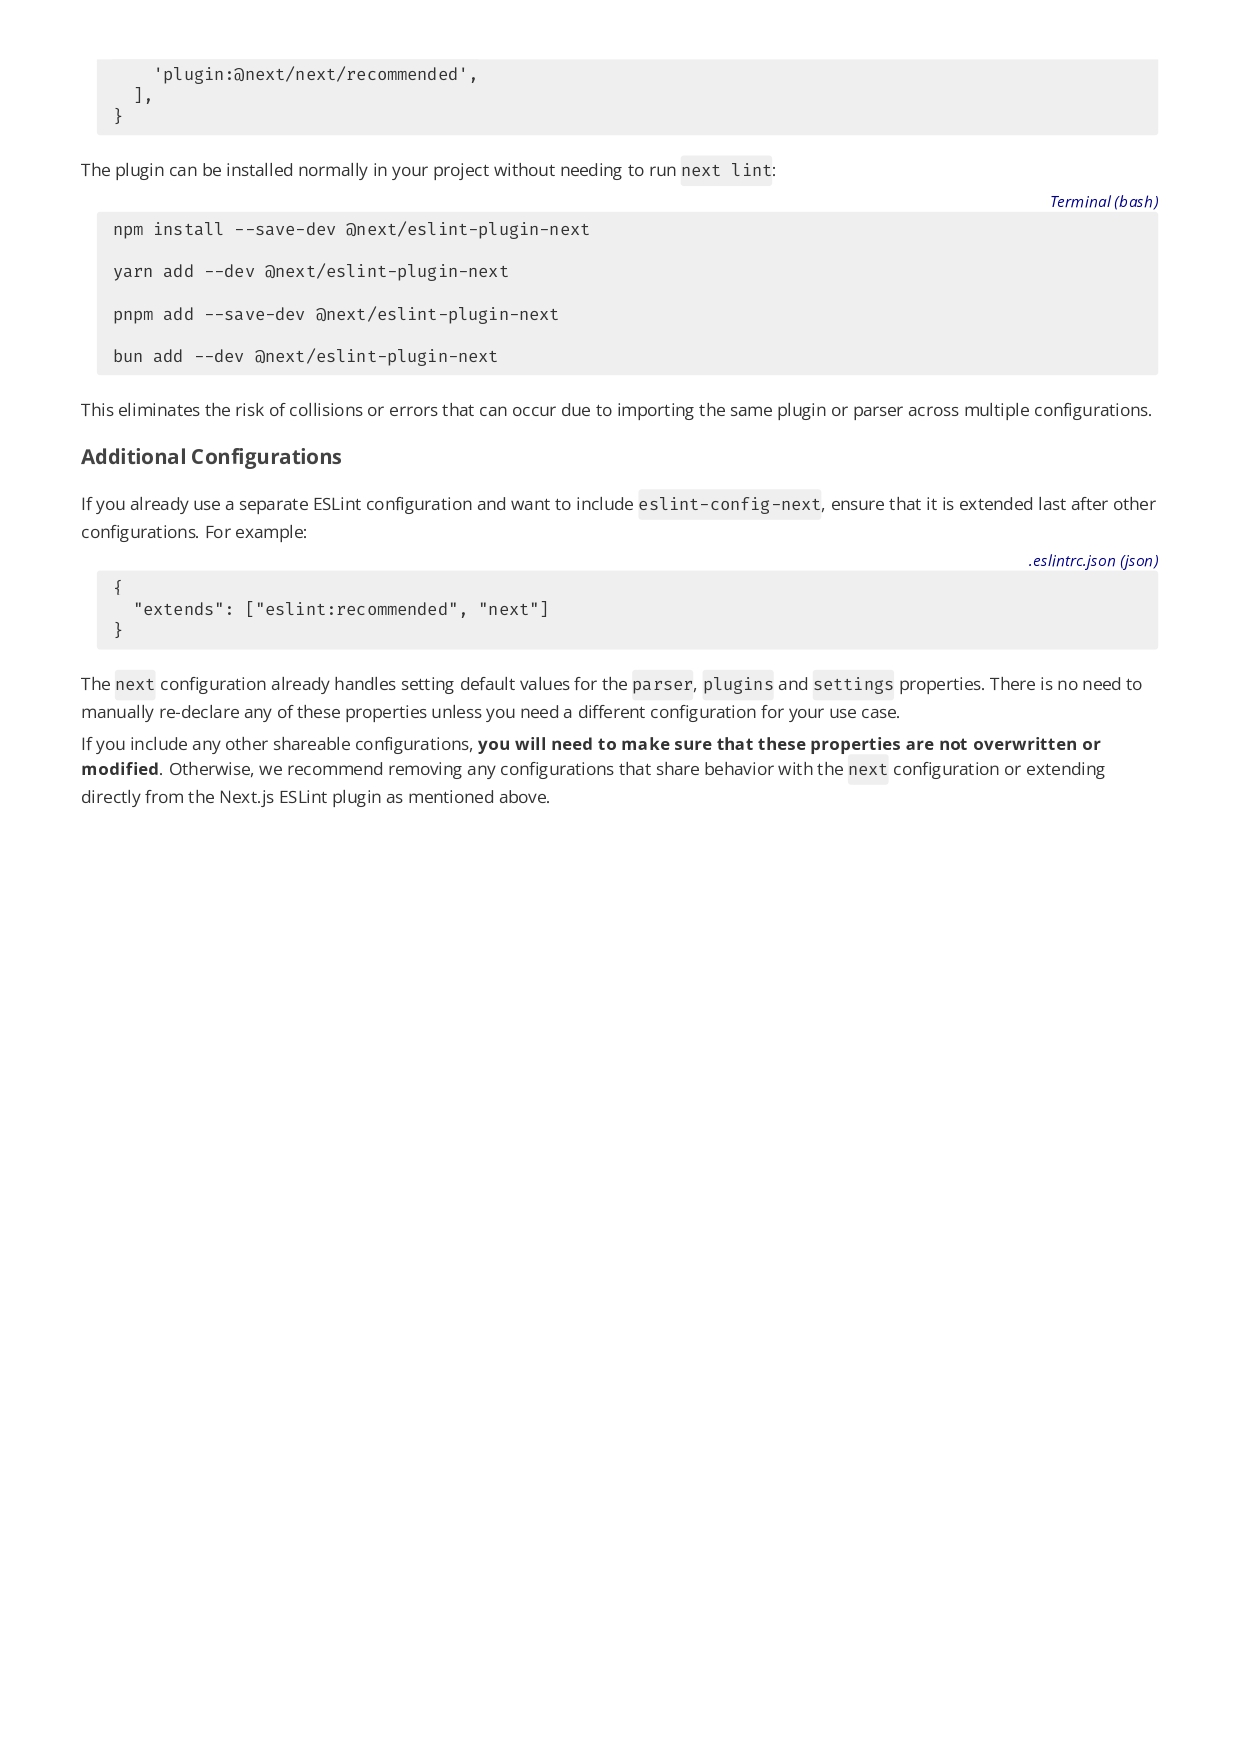 'plugin:@next/next/recommended',
  ],
}
The plugin can be installed normally in your project without needing to run next lint:
Terminal (bash)
npm install --save-dev @next/eslint-plugin-next
yarn add --dev @next/eslint-plugin-next
pnpm add --save-dev @next/eslint-plugin-next
bun add --dev @next/eslint-plugin-next
This eliminates the risk of collisions or errors that can occur due to importing the same plugin or parser across multiple configurations.
Additional Configurations
If you already use a separate ESLint configuration and want to include eslint-config-next, ensure that it is extended last after other
configurations. For example:
.eslintrc.json (json)
{
  "extends": ["eslint:recommended", "next"]
}
The next configuration already handles setting default values for the parser, plugins and settings properties. There is no need to
manually re-declare any of these properties unless you need a different configuration for your use case.
If you include any other shareable configurations, you will need to make sure that these properties are not overwritten or
modified. Otherwise, we recommend removing any configurations that share behavior with the next configuration or extending
directly from the Next.js ESLint plugin as mentioned above.